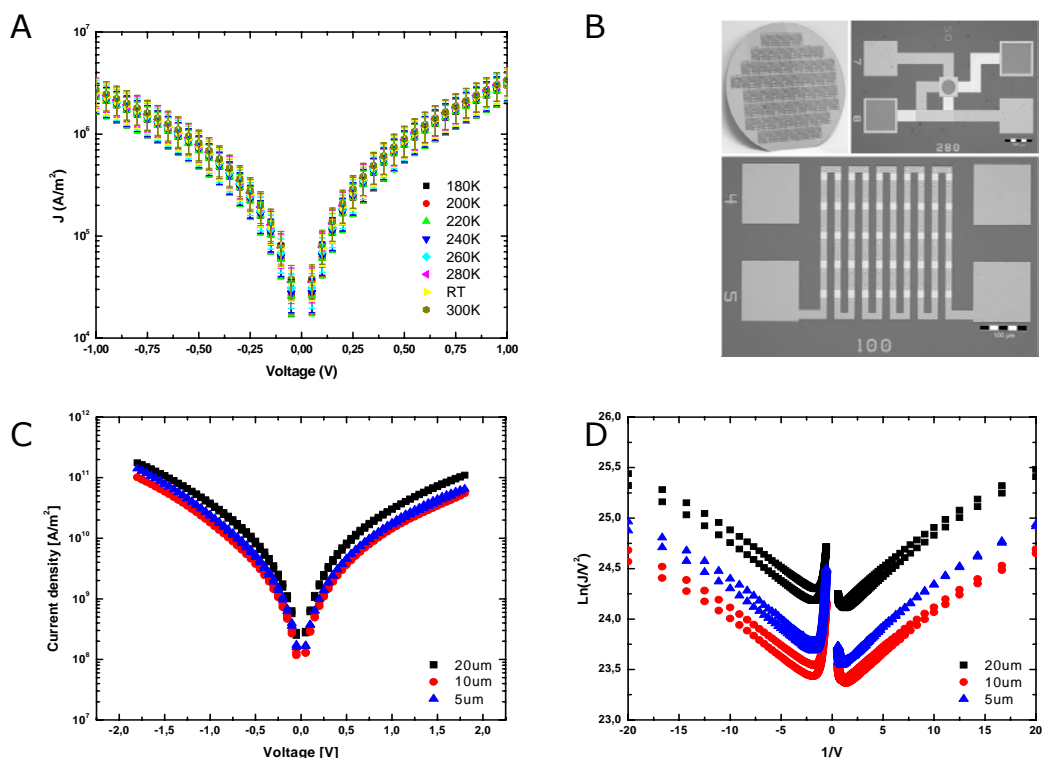 A
J (A/m²)
10⁷
10⁶
10⁵
10⁴
180K
200K
220K
240K
260K
280K
RT
300K
-1,00 -0,75 -0,50 -0,25 0,00 0,25 0,50 0,75 1,00
Voltage (V)
B
50
7
8
280
4
5
100 µm
100
C
Current density [A/m²]
10¹²
10¹¹
10¹⁰
10⁹
10⁸
10⁷
20um
10um
5um
-2,0 -1,5 -1,0 -0,5 0,0 0,5 1,0 1,5 2,0
Voltage [V]
D
Ln(J/V²)
26,0
25,5
25,0
24,5
24,0
23,5
23,0
20um
10um
5um
-20 -15 -10 -5 0 5 10 15 20
1/V